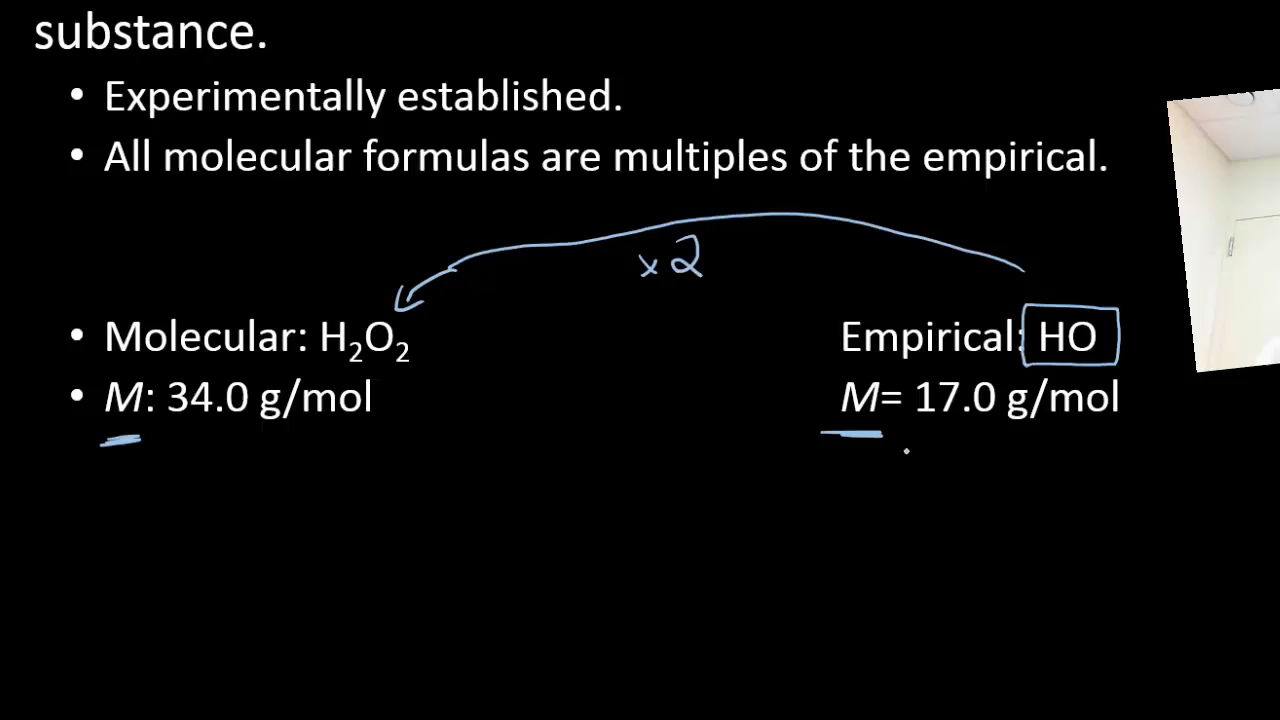 substance.
• Experimentally established.
• All molecular formulas are multiples of the empirical.
x2
• Molecular: H₂O₂ Empirical: HO
• M: 34.0 g/mol M= 17.0 g/mol